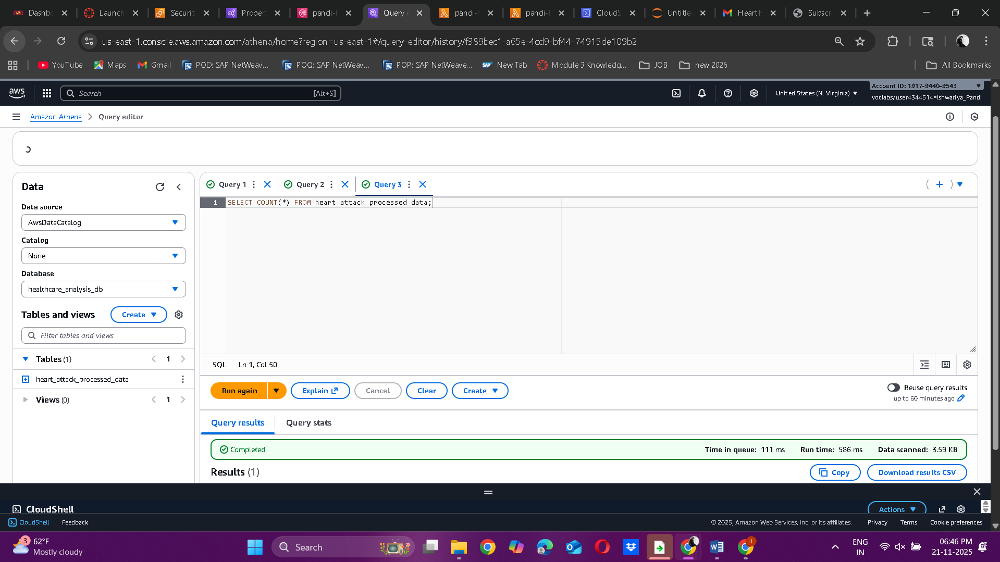 Dashbo
Launch
Security
Propert
pandi-h
Query e
pandi-h
pandi-h
CloudS
Untitle
Heart H
Subscri
us-east-1.console.aws.amazon.com/athena/home?region=us-east-1#/query-editor/history/f389bec1-a65e-4cd9-bf44-74915de109b2
YouTube
Maps
Gmail
POD: SAP NetWeav...
POQ: SAP NetWeav...
POP: SAP NetWeave...
New Tab
Module 3 Knowledg...
JOB
new 2026
All Bookmarks
aws
Search
[Alt+S]
United States (N. Virginia)
Account ID: 1917-9440-9543
voclabs/user4344514=Ishwariya_Pandi
Amazon Athena
Query editor
Data
Data source
AwsDataCatalog
Catalog
None
Database
healthcare_analysis_db
Tables and views
Create
Filter tables and views
Tables (1)
1
heart_attack_processed_data
Views (0)
1
Query 1
Query 2
Query 3
1 SELECT COUNT(*) FROM heart_attack_processed_data;
SQL
Ln 1, Col 50
Run again
Explain
Cancel
Clear
Create
Reuse query results
up to 60 minutes ago
Query results
Query stats
Completed
Time in queue: 111 ms
Run time: 586 ms
Data scanned: 3.59 KB
Results (1)
Copy
Download results CSV
CloudShell
Actions
CloudShell
Feedback
© 2025, Amazon Web Services, Inc. or its affiliates.
Privacy
Terms
Cookie preferences
3
62°F
Mostly cloudy
Search
ENG
IN
06:46 PM
21-11-2025